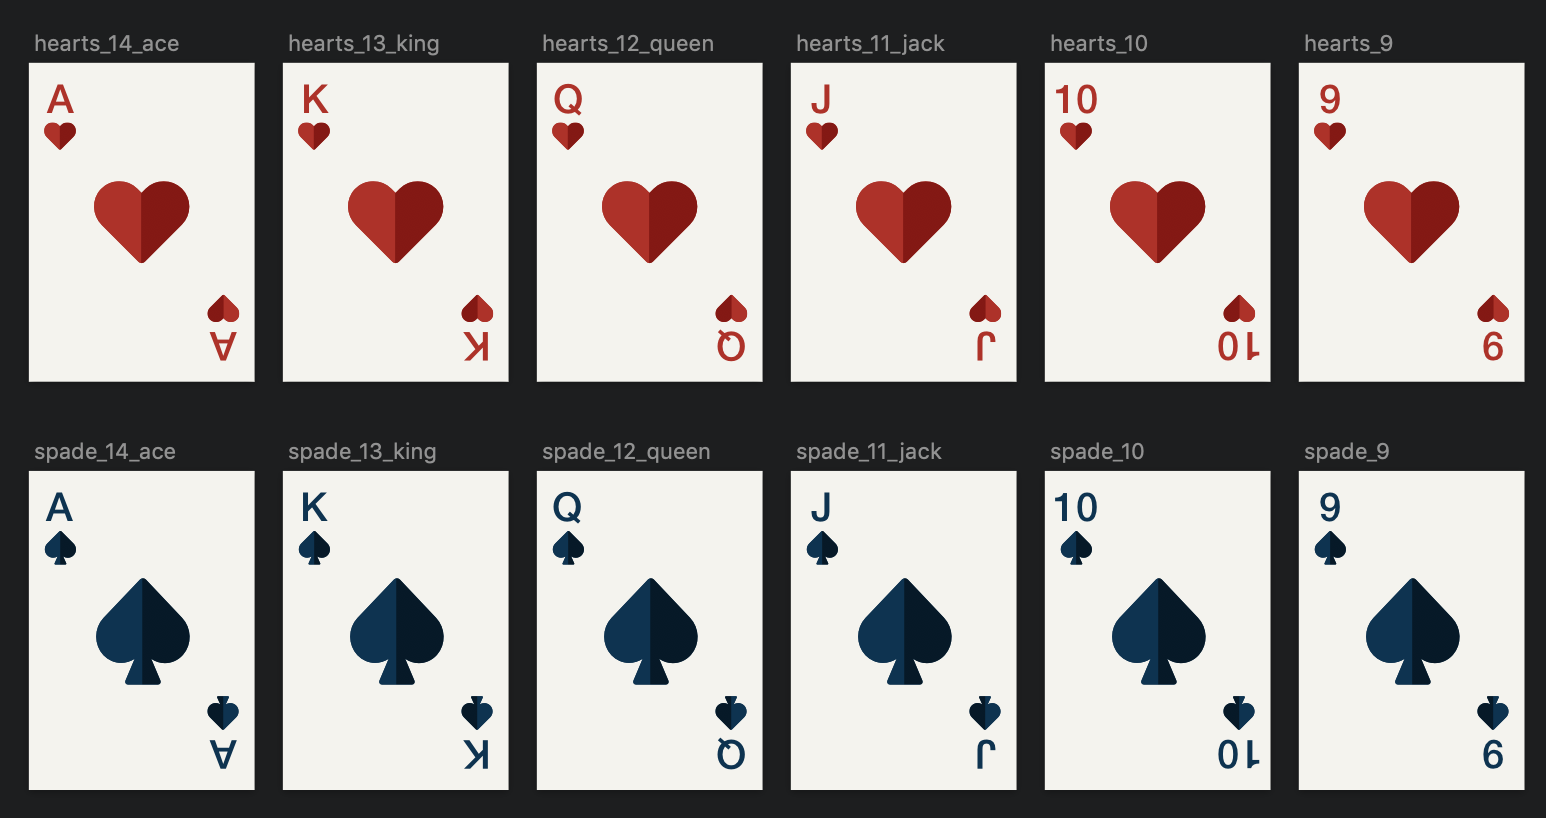 hearts_14_ace
hearts_13_king
hearts_12_queen
hearts_11_jack
hearts_10
hearts_9
A
K
Q
J
10
9
A
K
Q
J
10
9
spade_14_ace
spade_13_king
spade_12_queen
spade_11_jack
spade_10
spade_9
A
K
Q
J
10
9
A
K
Q
J
10
9